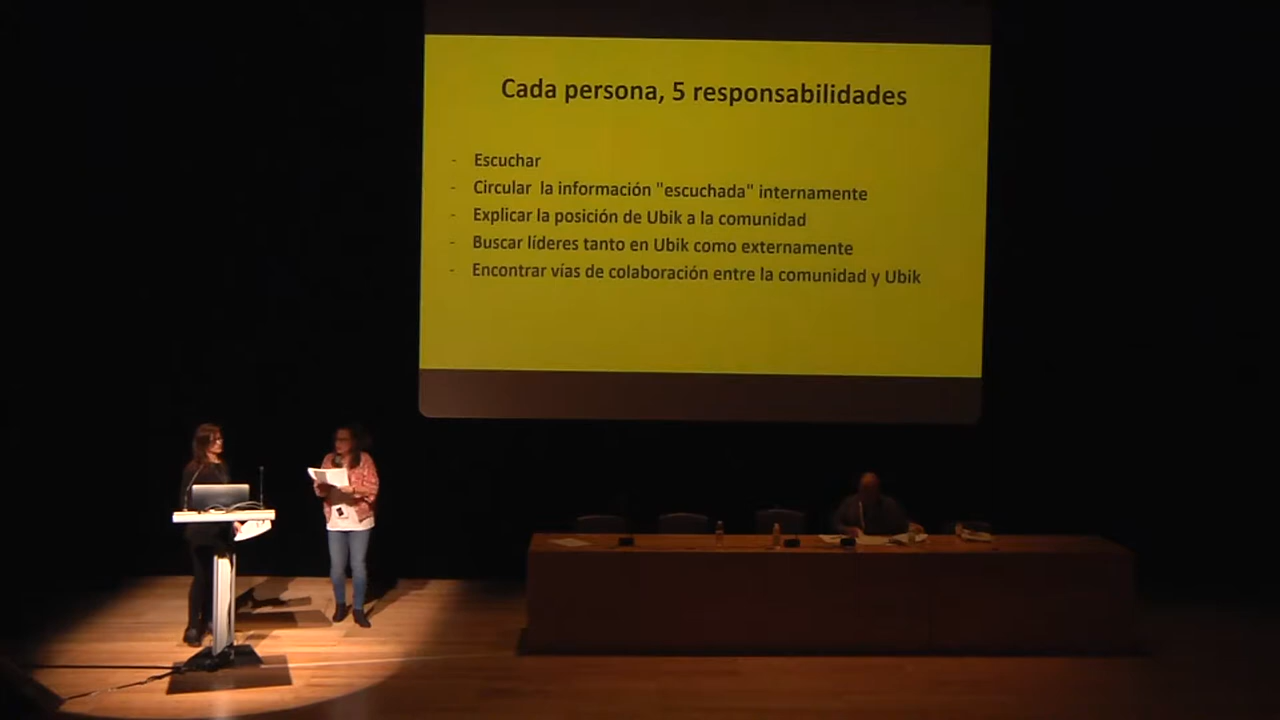 Cada persona, 5 responsabilidades
- Escuchar
- Circular la información "escuchada" internamente
- Explicar la posición de Ubik a la comunidad
- Buscar líderes tanto en Ubik como externamente
- Encontrar vías de colaboración entre la comunidad y Ubik